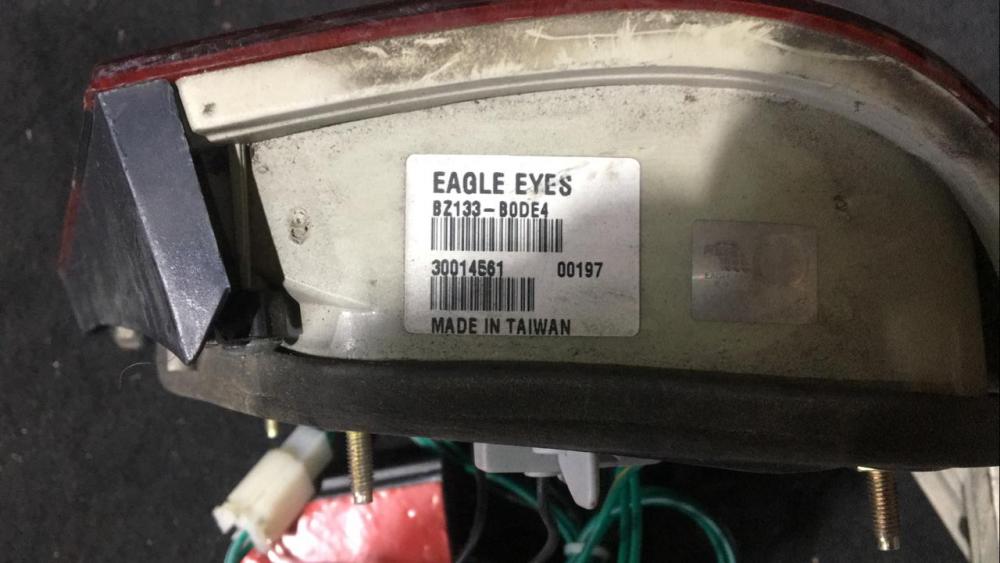 EAGLE EYES
BZ133-B0DE4
30014561 00197
MADE IN TAIWAN